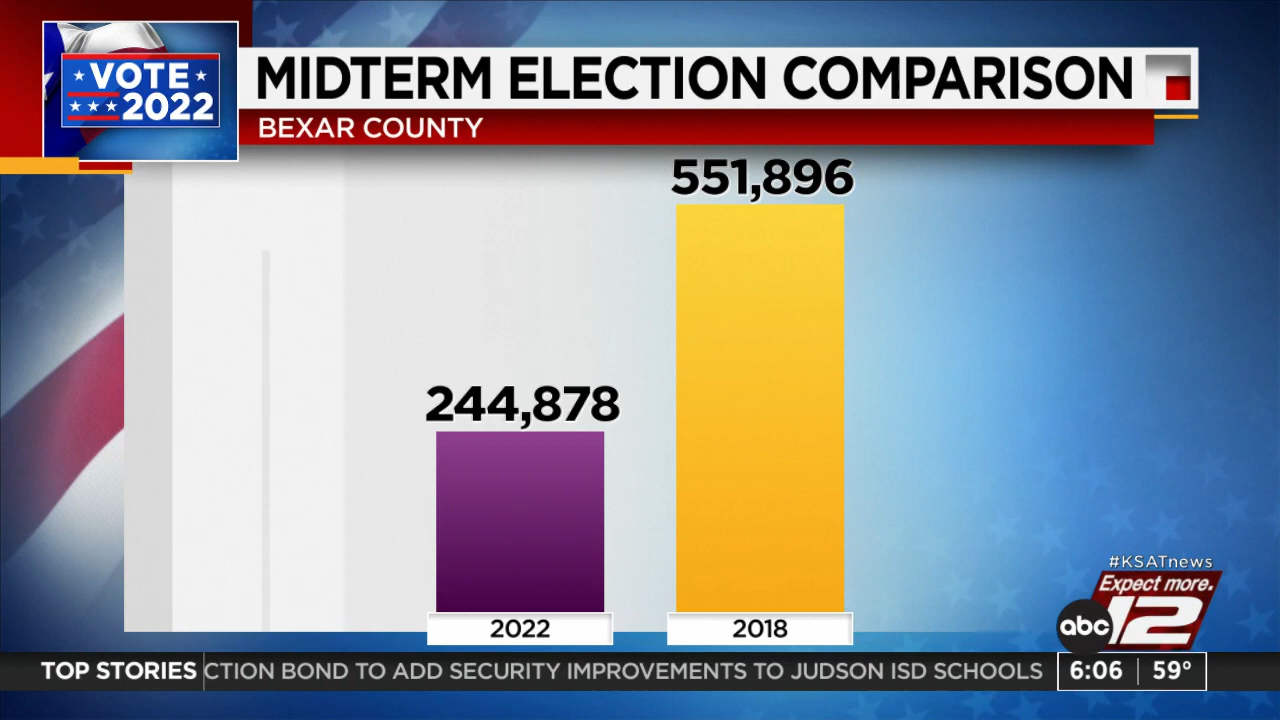 VOTE
2022
MIDTERM ELECTION COMPARISON
BEXAR COUNTY
551,896
244,878
2022
2018
#KSATnews
Expect more.
abc 12
TOP STORIES CTION BOND TO ADD SECURITY IMPROVEMENTS TO JUDSON ISD SCHOOLS 6:06 59°